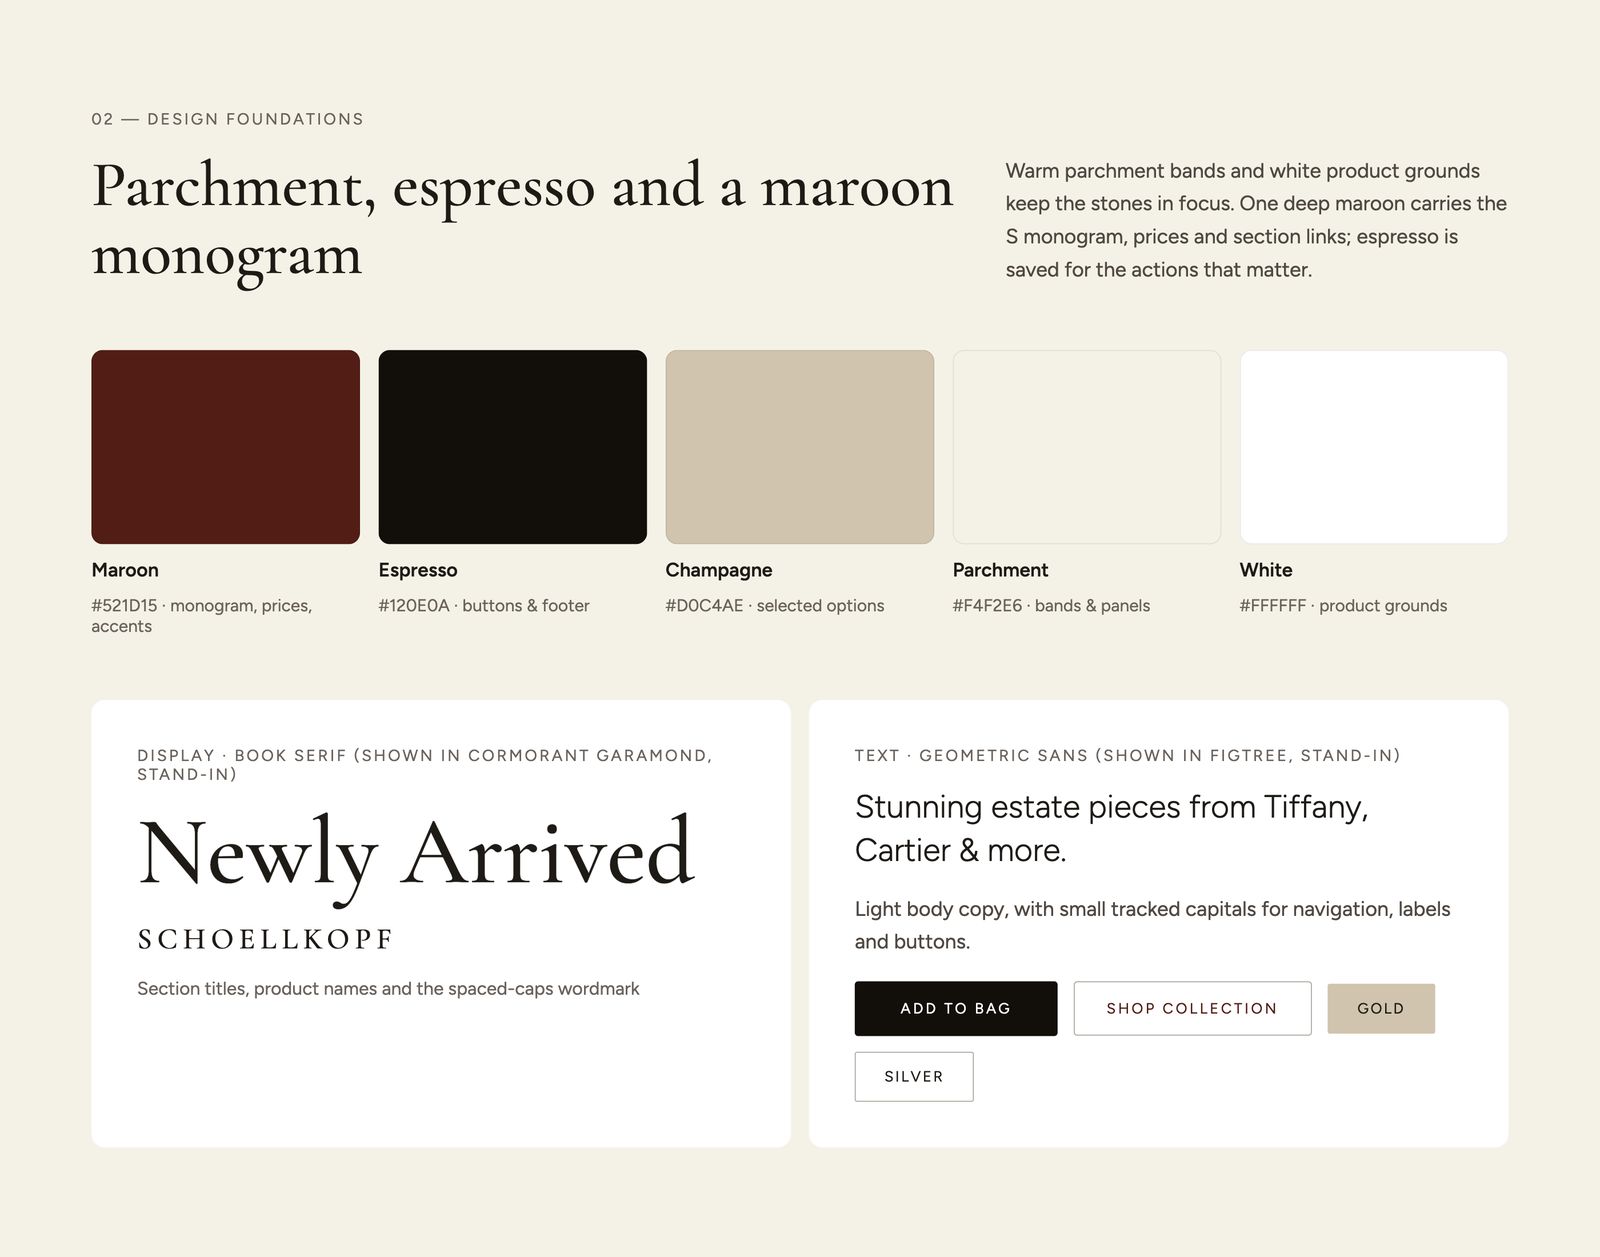 02 — DESIGN FOUNDATIONS
Parchment, espresso and a maroon
monogram
Warm parchment bands and white product grounds
keep the stones in focus. One deep maroon carries the
S monogram, prices and section links; espresso is
saved for the actions that matter.
Maroon
#521D15 · monogram, prices,
accents
Espresso
#120E0A · buttons & footer
Champagne
#D0C4AE · selected options
Parchment
#F4F2E6 · bands & panels
White
#FFFFFF · product grounds
DISPLAY · BOOK SERIF (SHOWN IN CORMORANT GARAMOND,
STAND-IN)
Newly Arrived
SCHOELLKOPF
Section titles, product names and the spaced-caps wordmark
TEXT · GEOMETRIC SANS (SHOWN IN FIGTREE, STAND-IN)
Stunning estate pieces from Tiffany,
Cartier & more.
Light body copy, with small tracked capitals for navigation, labels
and buttons.
ADD TO BAG
SHOP COLLECTION
GOLD
SILVER